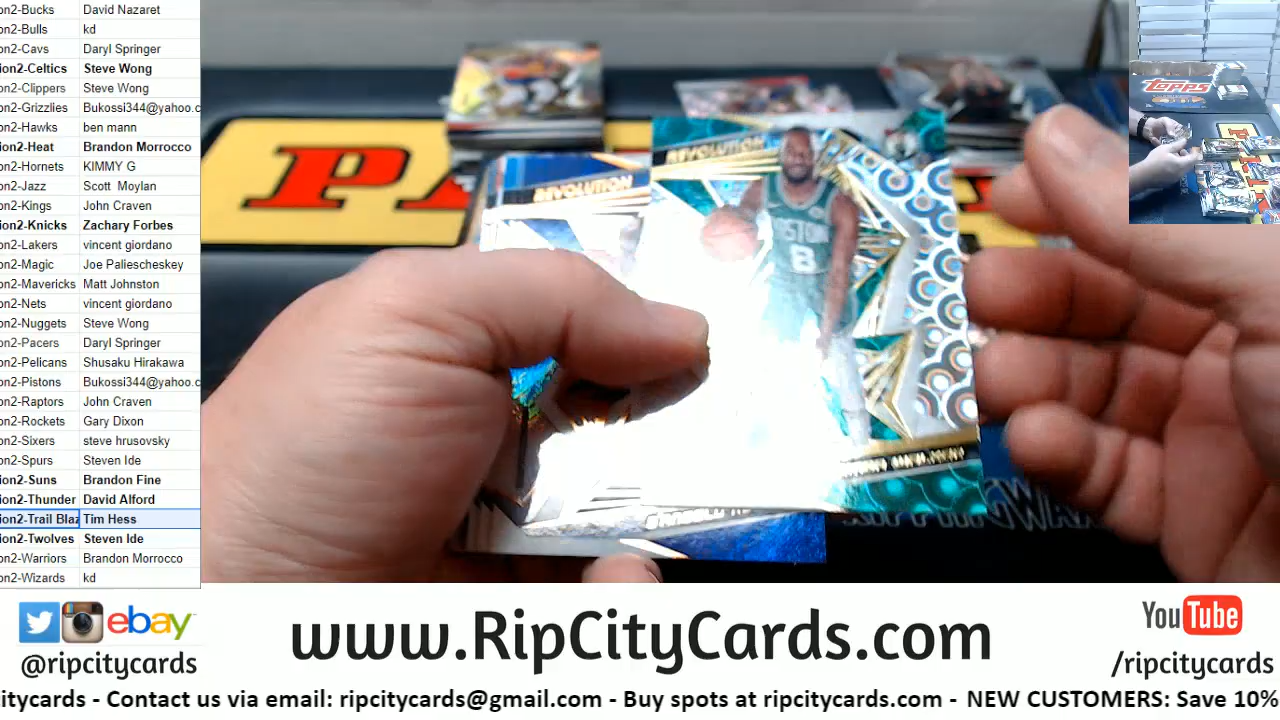 on2-Bucks David Nazaret
on2-Bulls kd
on2-Cavs Daryl Springer
ion2-Celtics Steve Wong
on2-Clippers Steve Wong
on2-Grizzlies Bukossi344@yahoo.c
on2-Hawks ben mann
ion2-Heat Brandon Morrocco
on2-Hornets KIMMY G
on2-Jazz Scott Moylan
on2-Kings John Craven
ion2-Knicks Zachary Forbes
on2-Lakers vincent giordano
on2-Magic Joe Paliescheskey
on2-Mavericks Matt Johnston
on2-Nets vincent giordano
on2-Nuggets Steve Wong
on2-Pacers Daryl Springer
on2-Pelicans Shusaku Hirakawa
on2-Pistons Bukossi344@yahoo.c
on2-Raptors John Craven
on2-Rockets Gary Dixon
on2-Sixers steve hrusovsky
on2-Spurs Steven Ide
ion2-Suns Brandon Fine
ion2-Thunder David Alford
ion2-Trail Blaz Tim Hess
ion2-Twolves Steven Ide
on2-Warriors Brandon Morrocco
on2-Wizards kd
REVOLUTION
REVOLUTION
BOSTON
8
Topps
ebay
@ripcitycards
www.RipCityCards.com
YouTube
/ripcitycards
citycards - Contact us via email: ripcitycards@gmail.com - Buy spots at ripcitycards.com - NEW CUSTOMERS: Save 10%